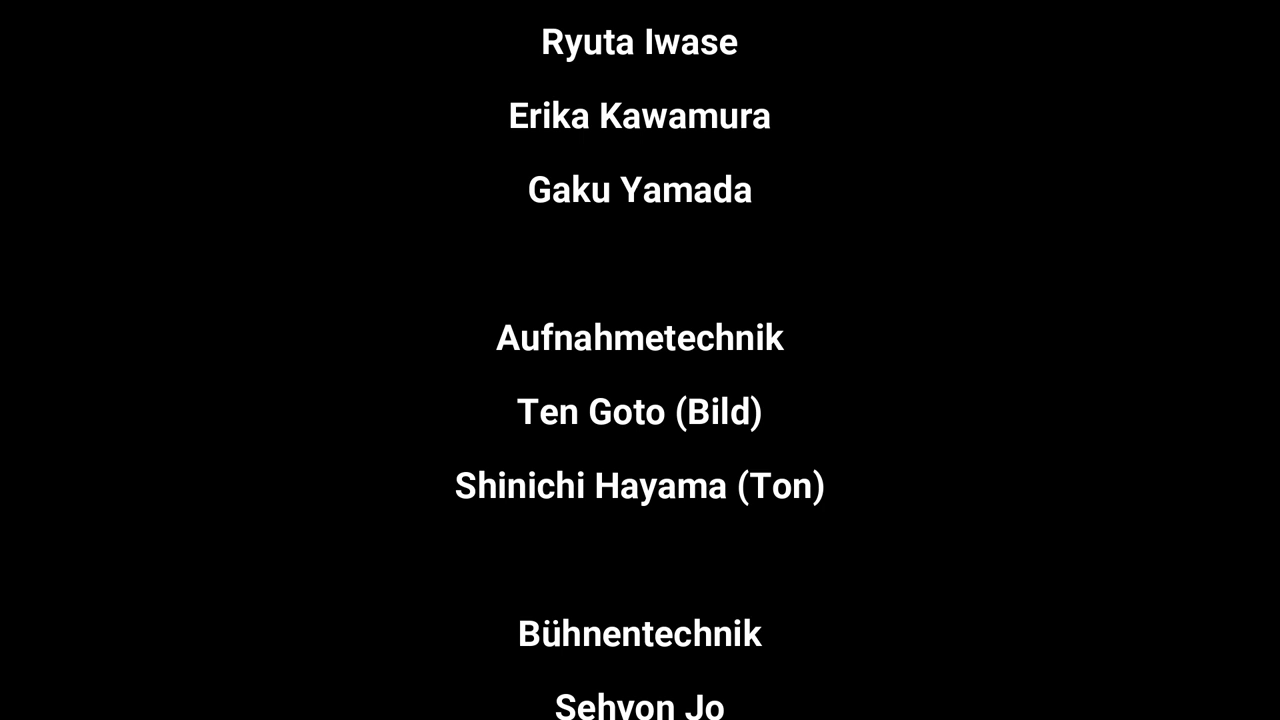 Ryuta Iwase
Erika Kawamura
Gaku Yamada
Aufnahmetechnik
Ten Goto (Bild)
Shinichi Hayama (Ton)
Bühnentechnik
Sehyon Jo